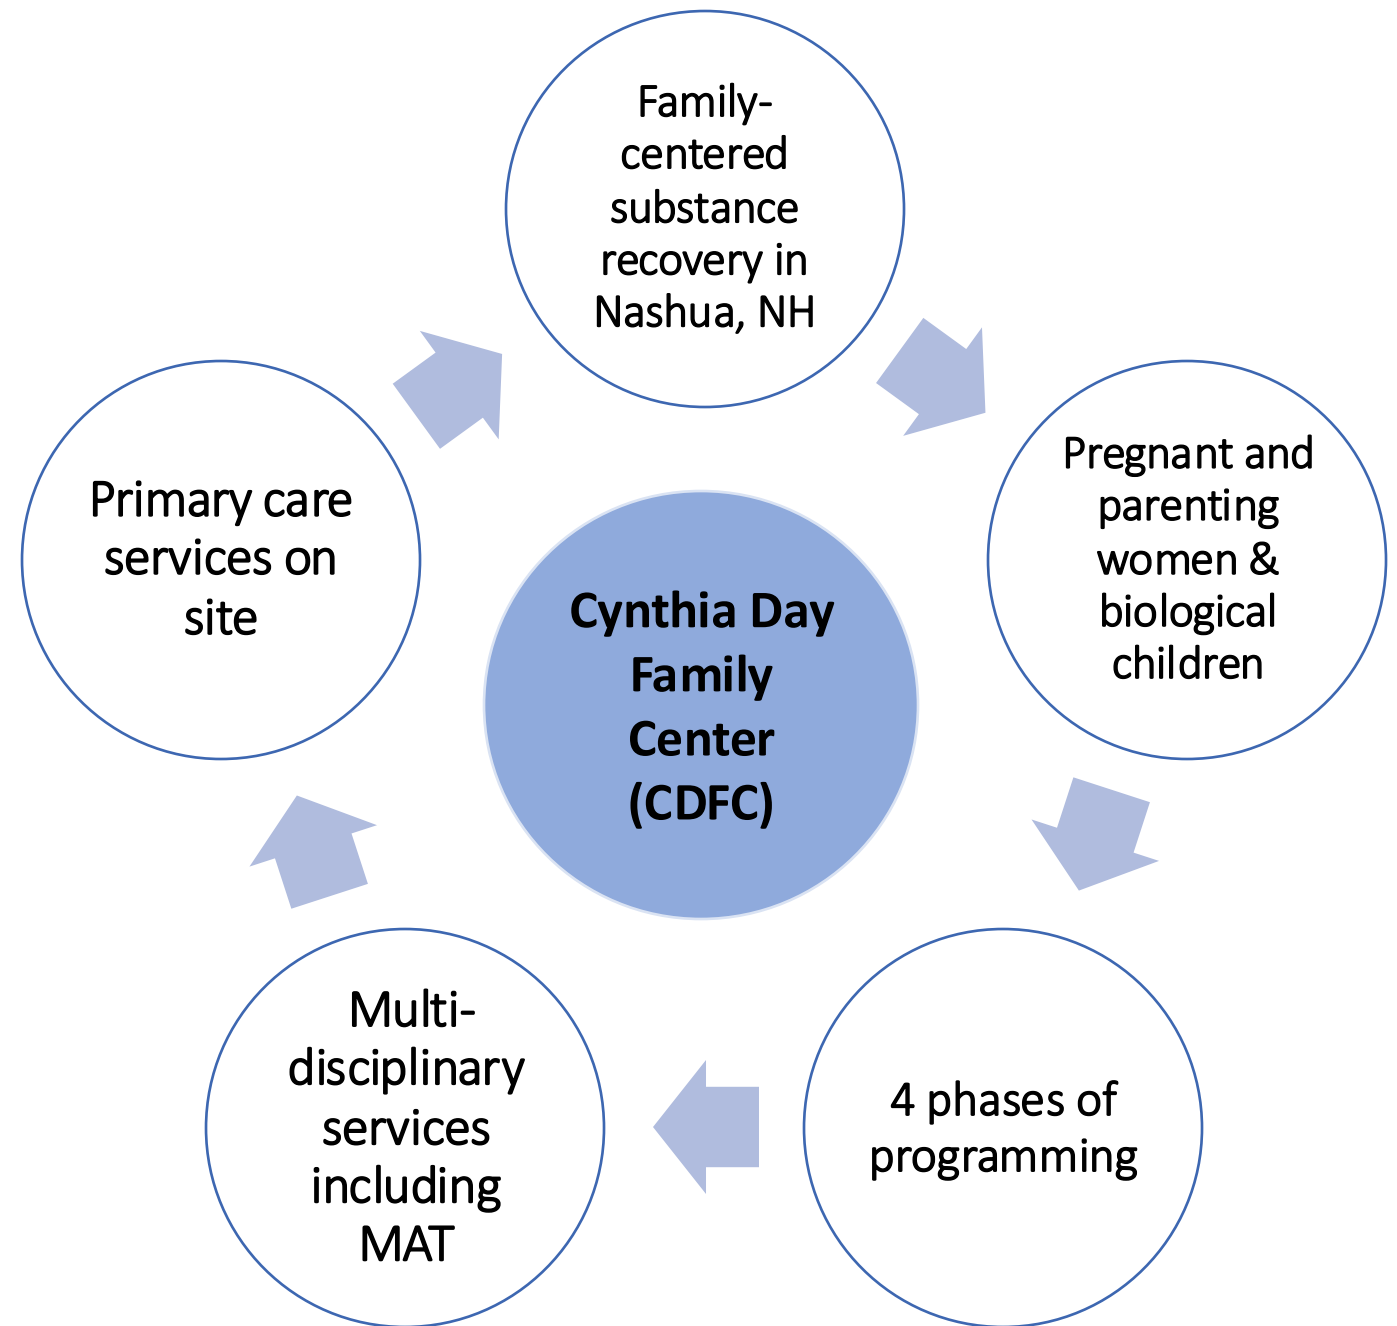 Family-
centered
substance
recovery in
Nashua, NH
Pregnant and
parenting
women &
biological
children
4 phases of
programming
Multi-
disciplinary
services
including
MAT
Primary care
services on
site
Cynthia Day
Family
Center
(CDFC)